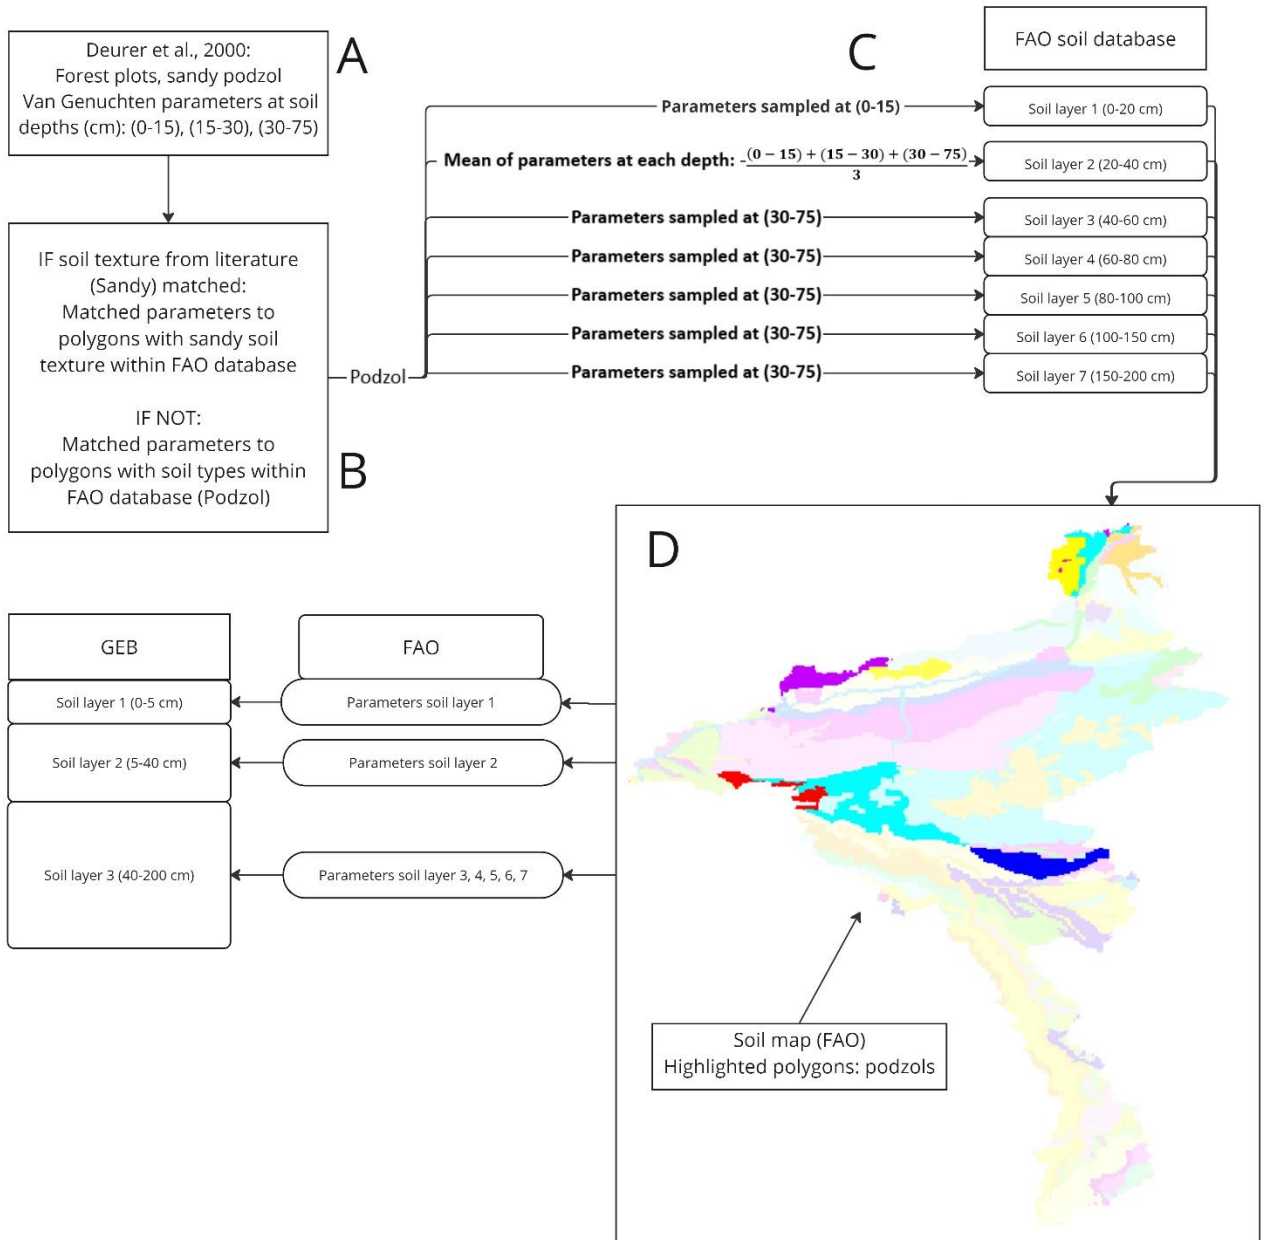 Deurer et al., 2000:
Forest plots, sandy podzol
Van Genuchten parameters at soil
depths (cm): (0-15), (15-30), (30-75)
A
IF soil texture from literature
(Sandy) matched:
Matched parameters to
polygons with sandy soil
texture within FAO database
IF NOT:
Matched parameters to
polygons with soil types within
FAO database (Podzol)
B
Podzol
C
FAO soil database
Parameters sampled at (0-15)
Soil layer 1 (0-20 cm)
Mean of parameters at each depth: (0 − 15) + (15 − 30) + (30 − 75)
3
Soil layer 2 (20-40 cm)
Parameters sampled at (30-75)
Soil layer 3 (40-60 cm)
Parameters sampled at (30-75)
Soil layer 4 (60-80 cm)
Parameters sampled at (30-75)
Soil layer 5 (80-100 cm)
Parameters sampled at (30-75)
Soil layer 6 (100-150 cm)
Parameters sampled at (30-75)
Soil layer 7 (150-200 cm)
D
Soil map (FAO)
Highlighted polygons: podzols
GEB
FAO
Soil layer 1 (0-5 cm)
Parameters soil layer 1
Soil layer 2 (5-40 cm)
Parameters soil layer 2
Soil layer 3 (40-200 cm)
Parameters soil layer 3, 4, 5, 6, 7